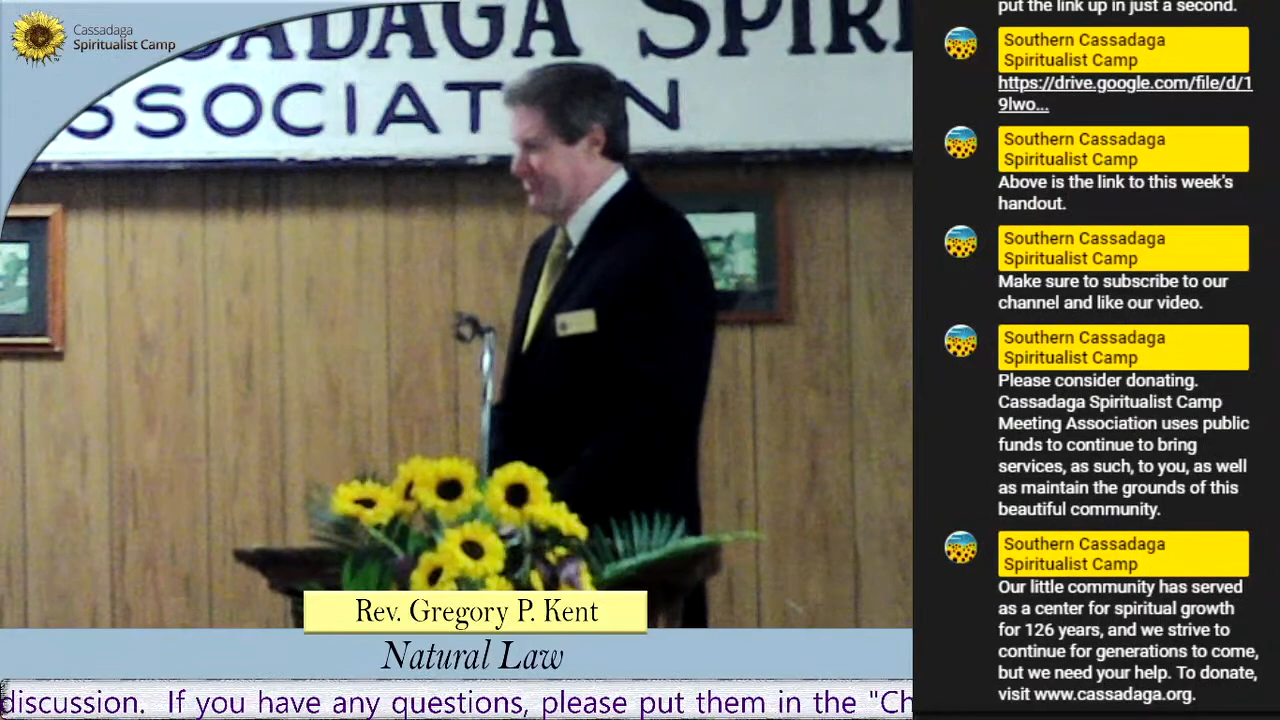 Cassadaga
Spiritualist Camp
SADAGA SPIRI
ASSOCIATION
Rev. Gregory P. Kent
Natural Law
discussion. If you have any questions, please put them in the "Ch
put the link up in just a second.
Southern Cassadaga
Spiritualist Camp
https://drive.google.com/file/d/1
9lwo...
Southern Cassadaga
Spiritualist Camp
Above is the link to this week's
handout.
Southern Cassadaga
Spiritualist Camp
Make sure to subscribe to our
channel and like our video.
Southern Cassadaga
Spiritualist Camp
Please consider donating.
Cassadaga Spiritualist Camp
Meeting Association uses public
funds to continue to bring
services, as such, to you, as well
as maintain the grounds of this
beautiful community.
Southern Cassadaga
Spiritualist Camp
Our little community has served
as a center for spiritual growth
for 126 years, and we strive to
continue for generations to come,
but we need your help. To donate,
visit www.cassadaga.org.